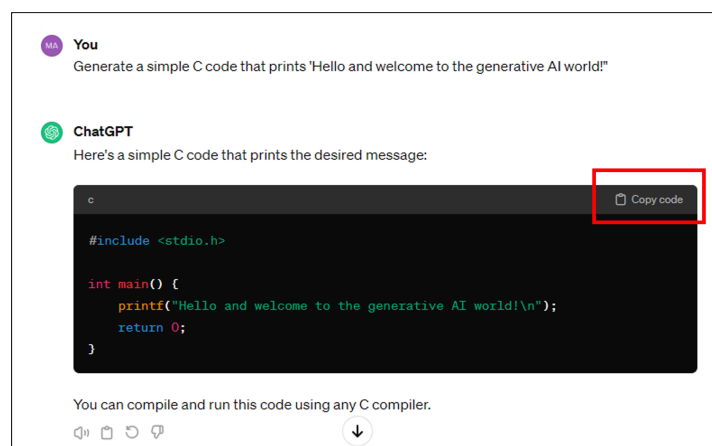 MA
You
Generate a simple C code that prints 'Hello and welcome to the generative AI world!"
ChatGPT
Here's a simple C code that prints the desired message:
c
Copy code
#include <stdio.h>
int main() {
    printf("Hello and welcome to the generative AI world!\n");
    return 0;
}
You can compile and run this code using any C compiler.